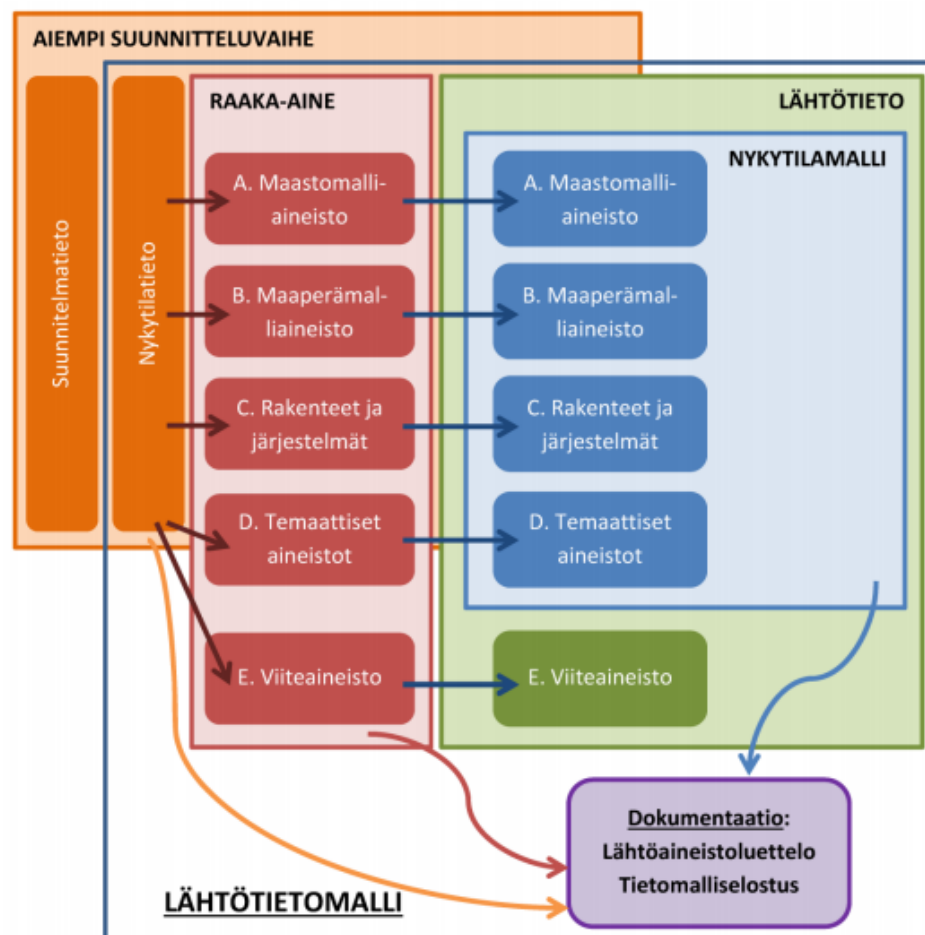 AIEMPI SUUNNITTELUVAIHE
Suunnitelmatieto
Nykytilatieto
RAAKA-AINE
A. Maastomalli-
aineisto
B. Maaperämal-
liaineisto
C. Rakenteet ja
järjestelmät
D. Temaattiset
aineistot
E. Viiteaineisto
LÄHTÖTIETO
NYKYTILAMALLI
A. Maastomalli-
aineisto
B. Maaperämal-
liaineisto
C. Rakenteet ja
järjestelmät
D. Temaattiset
aineistot
E. Viiteaineisto
Dokumentaatio:
Lähtöaineistoluettelo
Tietomalliselostus
LÄHTÖTIETOMALLI